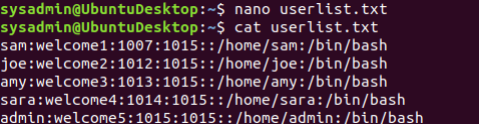 sysadmin@UbuntuDesktop:~$ nano userlist.txt
sysadmin@UbuntuDesktop:~$ cat userlist.txt
sam:welcome1:1007:1015::/home/sam:/bin/bash
joe:welcome2:1012:1015::/home/joe:/bin/bash
amy:welcome3:1013:1015::/home/amy:/bin/bash
sara:welcome4:1014:1015::/home/sara:/bin/bash
admin:welcome5:1015:1015::/home/admin:/bin/bash